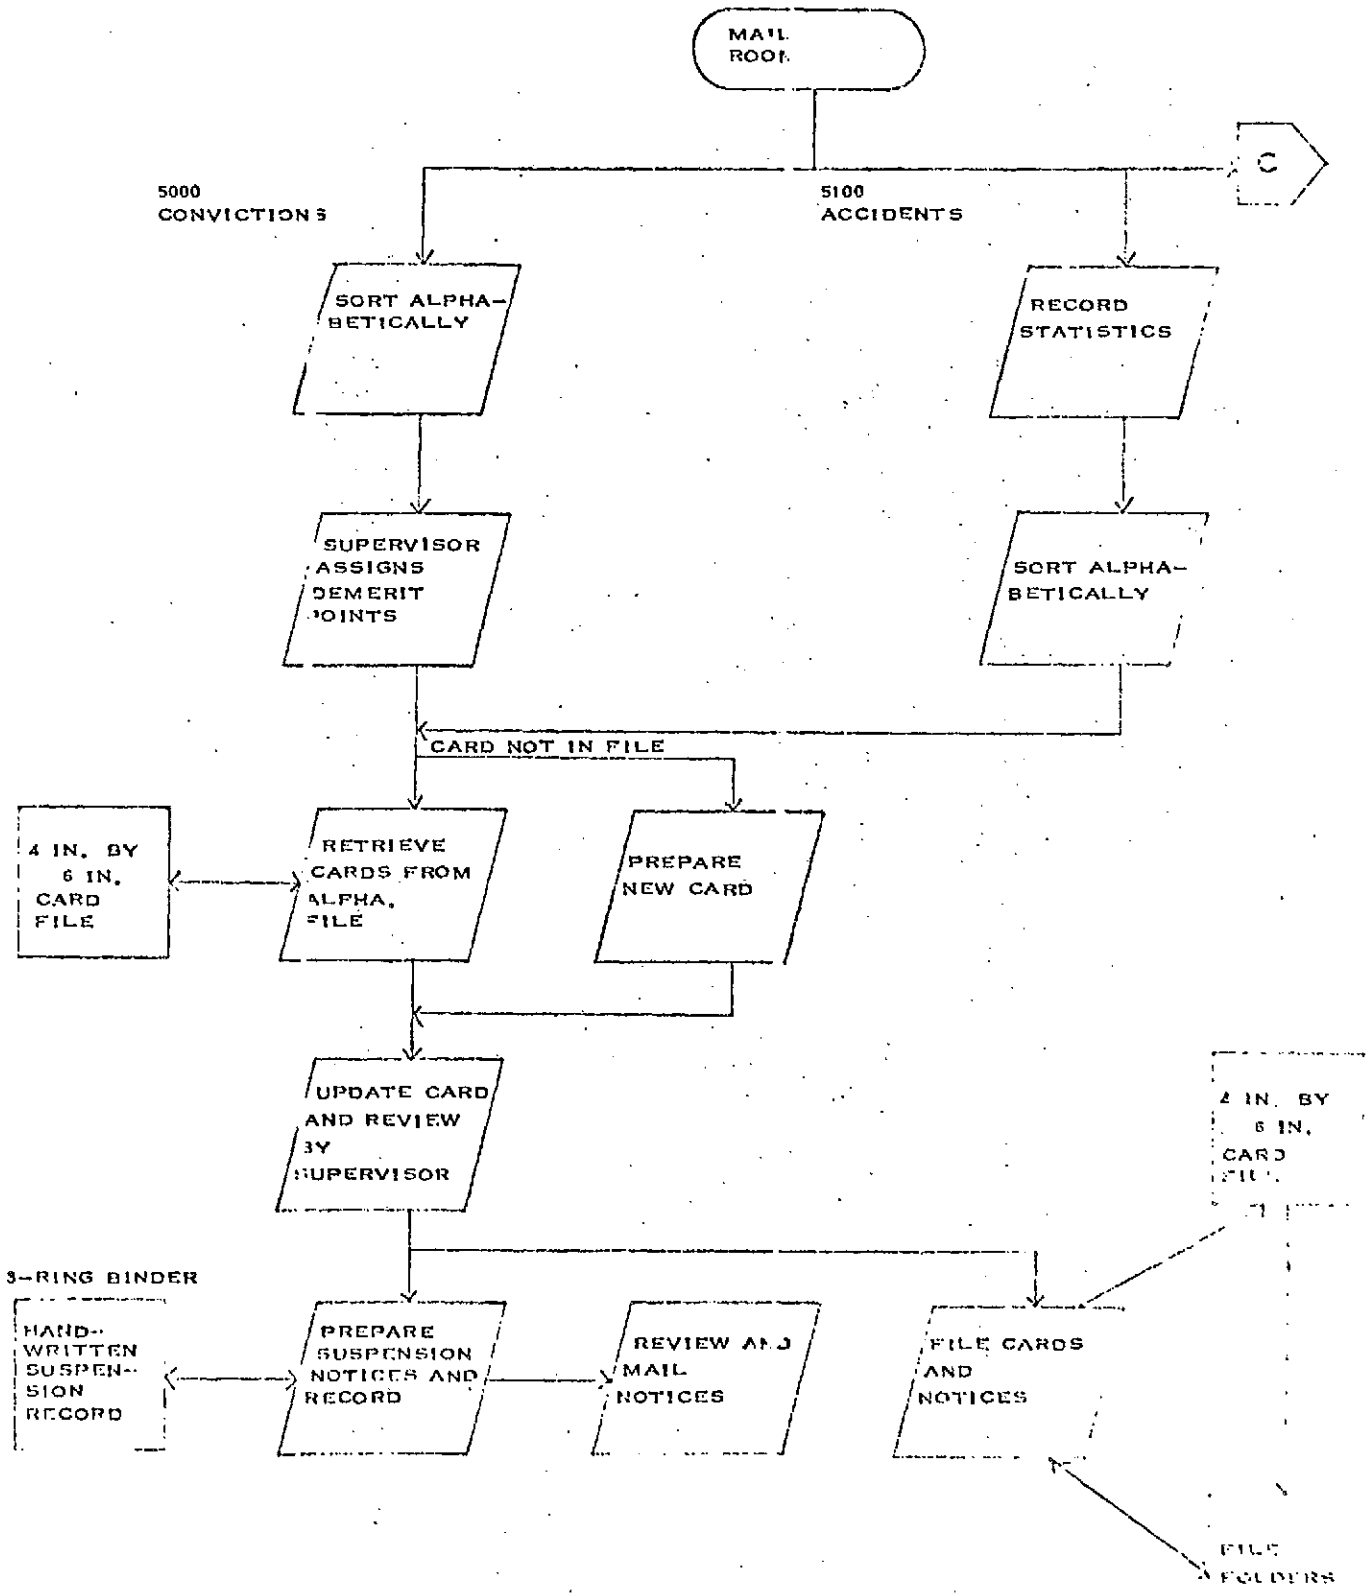 MAIL
ROOM
C
5000
CONVICTIONS
5100
ACCIDENTS
SORT ALPHA-
BETICALLY
RECORD
STATISTICS
SUPERVISOR
ASSIGNS
DEMERIT
POINTS
SORT ALPHA-
BETICALLY
CARD NOT IN FILE
4 IN. BY
6 IN.
CARD
FILE
RETRIEVE
CARDS FROM
ALPHA.
FILE
PREPARE
NEW CARD
UPDATE CARD
AND REVIEW
BY
SUPERVISOR
4 IN. BY
6 IN.
CARD
FILE
3-RING BINDER
HAND-
WRITTEN
SUSPEN-
SION
RECORD
PREPARE
SUSPENSION
NOTICES AND
RECORD
REVIEW AND
MAIL
NOTICES
FILE CARDS
AND
NOTICES
FILE
FOLDERS